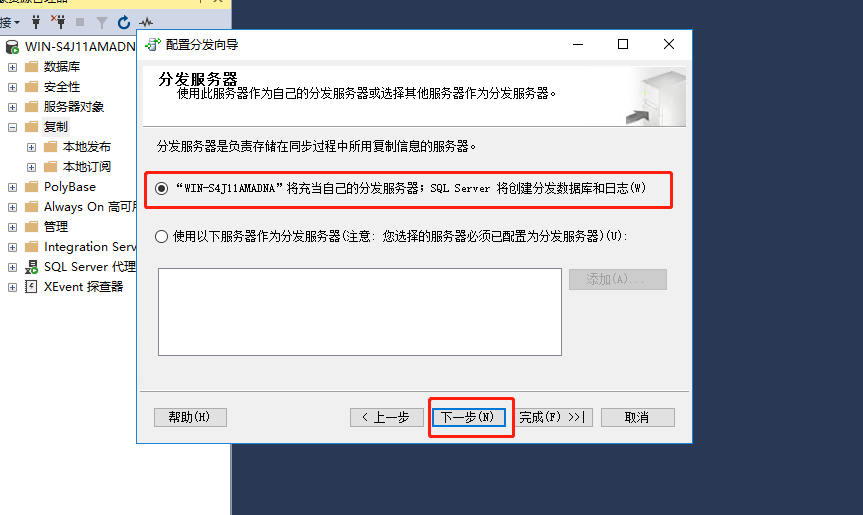 接
WIN-S4J11AMADN
数据库
安全性
服务器对象
复制
本地发布
本地订阅
PolyBase
Always On 高可
管理
Integration Serv
SQL Server 代理
XEvent 探查器
配置分发向导
分发服务器
使用此服务器作为自己的分发服务器或选择其他服务器作为分发服务器。
分发服务器是负责存储在同步过程中所用复制信息的服务器。
“WIN-S4J11AMADNA”将充当自己的分发服务器；SQL Server 将创建分发数据库和日志(W)
使用以下服务器作为分发服务器(注意: 您选择的服务器必须已配置为分发服务器)(U):
添加(A)...
帮助(H)
< 上一步
下一步(N)
完成(F) >>|
取消